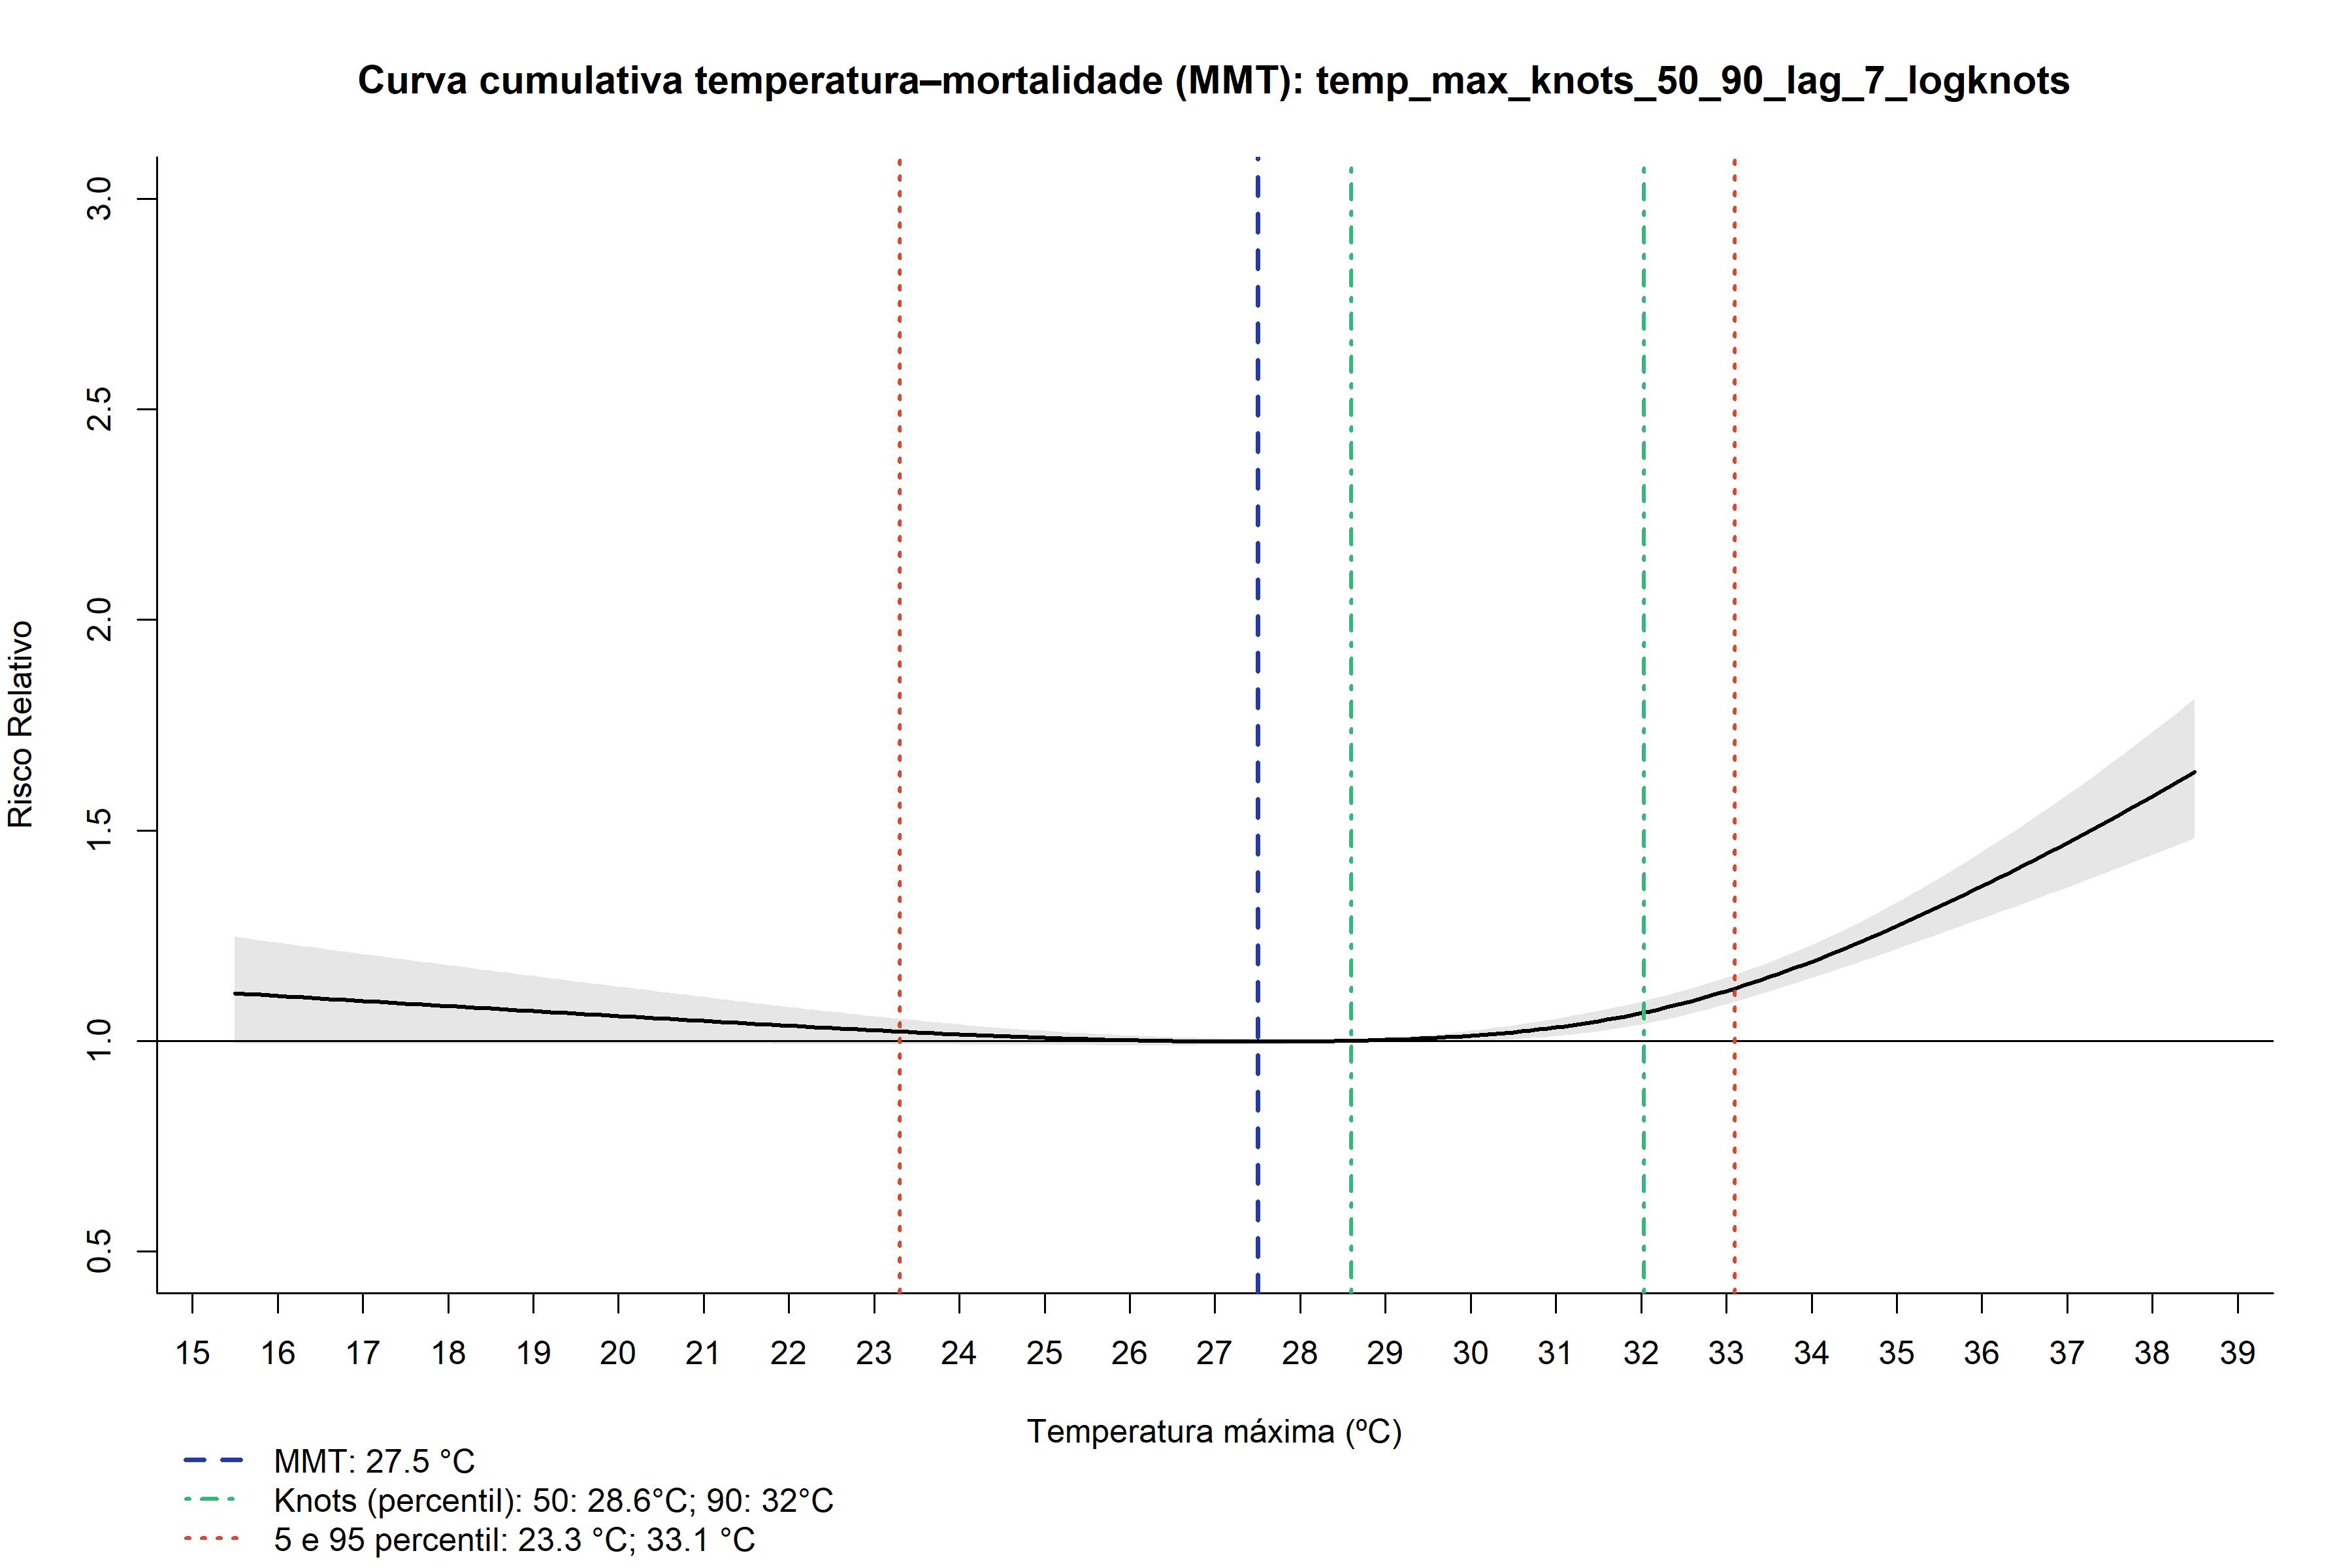 Curva cumulativa temperatura–mortalidade (MMT): temp_max_knots_50_90_lag_7_logknots
Risco Relativo
3.0
2.5
2.0
1.5
1.0
0.5
15 16 17 18 19 20 21 22 23 24 25 26 27 28 29 30 31 32 33 34 35 36 37 38 39
Temperatura máxima (ºC)
MMT: 27.5 °C
Knots (percentil): 50: 28.6°C; 90: 32°C
5 e 95 percentil: 23.3 °C; 33.1 °C